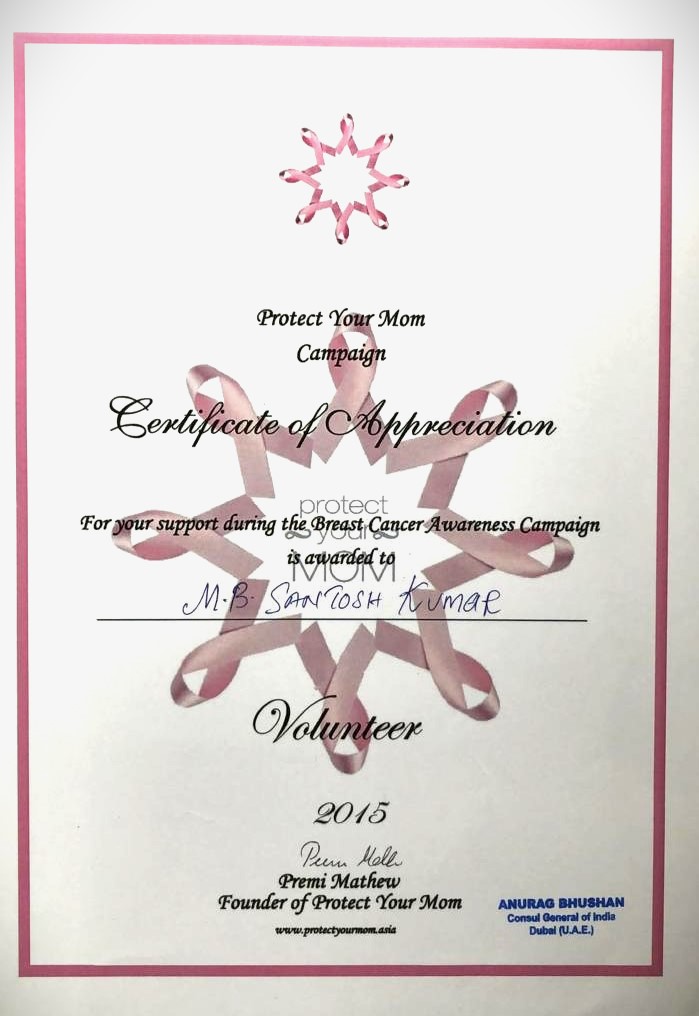 Protect Your Mom
Campaign
Certificate of Appreciation
protect
your
MOM
For your support during the Breast Cancer Awareness Campaign
is awarded to
M.B. SANTOSH KUMAR
Volunteer
2015
Premi Mathew
Founder of Protect Your Mom
www.protectyourmom.asia
ANURAG BHUSHAN
Consul General of India
Dubai (U.A.E.)